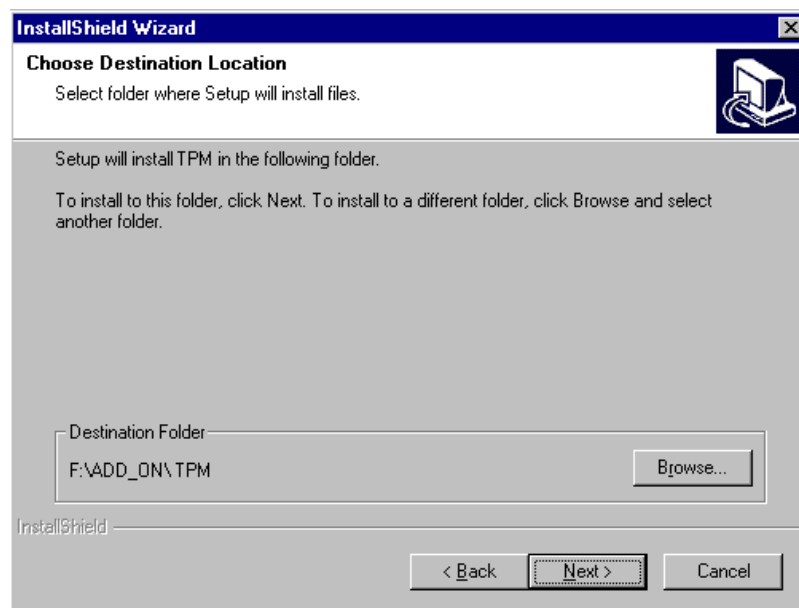 InstallShield Wizard
Choose Destination Location
Select folder where Setup will install files.
Setup will install TPM in the following folder.
To install to this folder, click Next. To install to a different folder, click Browse and select
another folder.
Destination Folder
F:\ADD_ON\TPM
Browse...
InstallShield
< Back
Next >
Cancel